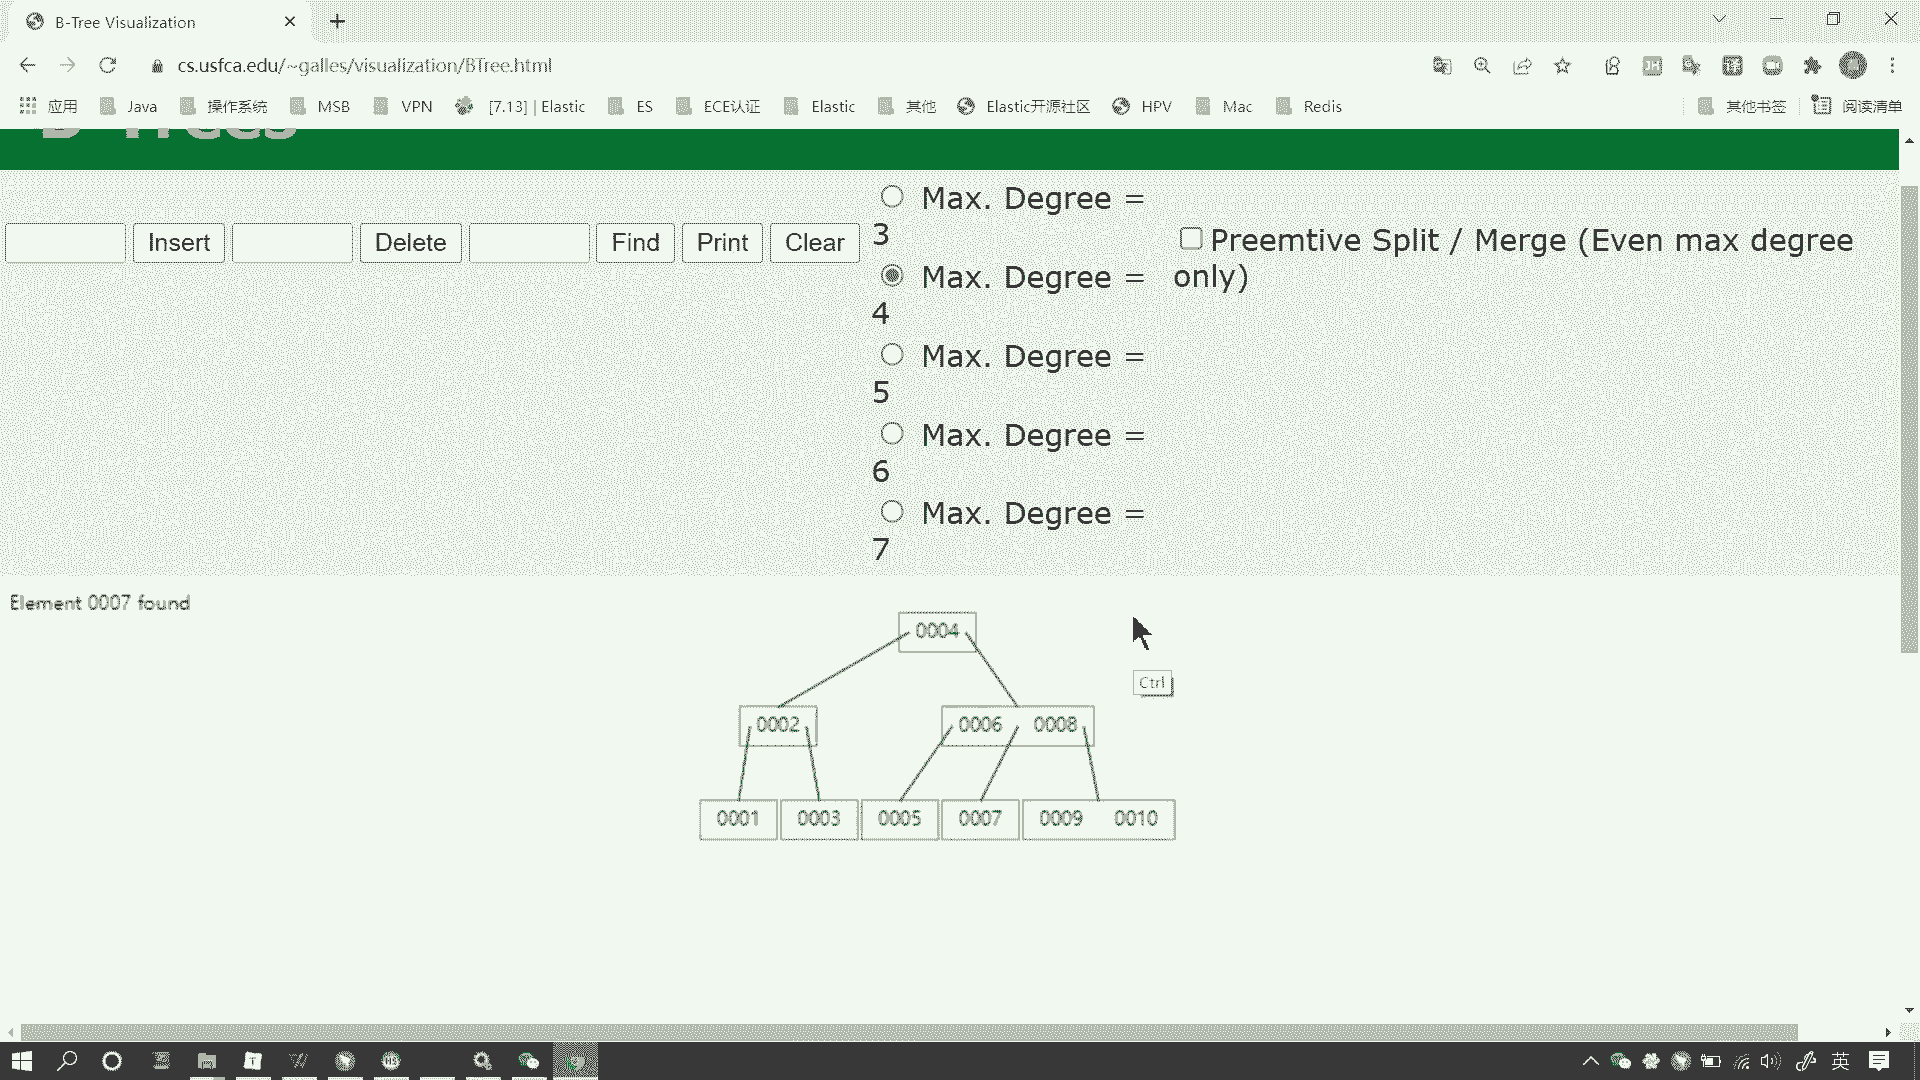 B-Tree Visualization
cs.usfca.edu/~galles/visualization/BTree.html
应用 Java 操作系统 MSB VPN [7.13] | Elastic ES ECE认证 Elastic 其他 Elastic开源社区 HPV Mac Redis 其他书签 阅读清单
B-Trees
Insert Delete Find Print Clear
Max. Degree =
3
Max. Degree =
4
Max. Degree =
5
Max. Degree =
6
Max. Degree =
7
Preemtive Split / Merge (Even max degree
only)
Element 0007 found
0004
Ctrl
0002 0006 0008
0001 0003 0005 0007 0009 0010
英